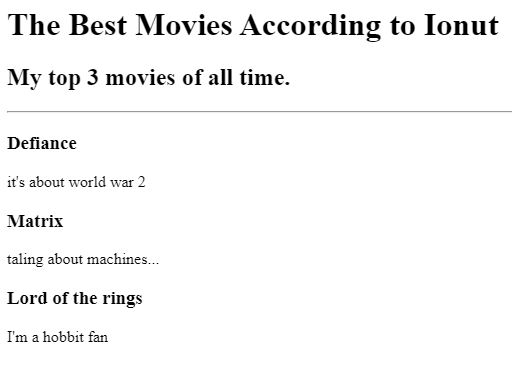 The Best Movies According to Ionut
My top 3 movies of all time.
Defiance
it's about world war 2
Matrix
taling about machines...
Lord of the rings
I'm a hobbit fan